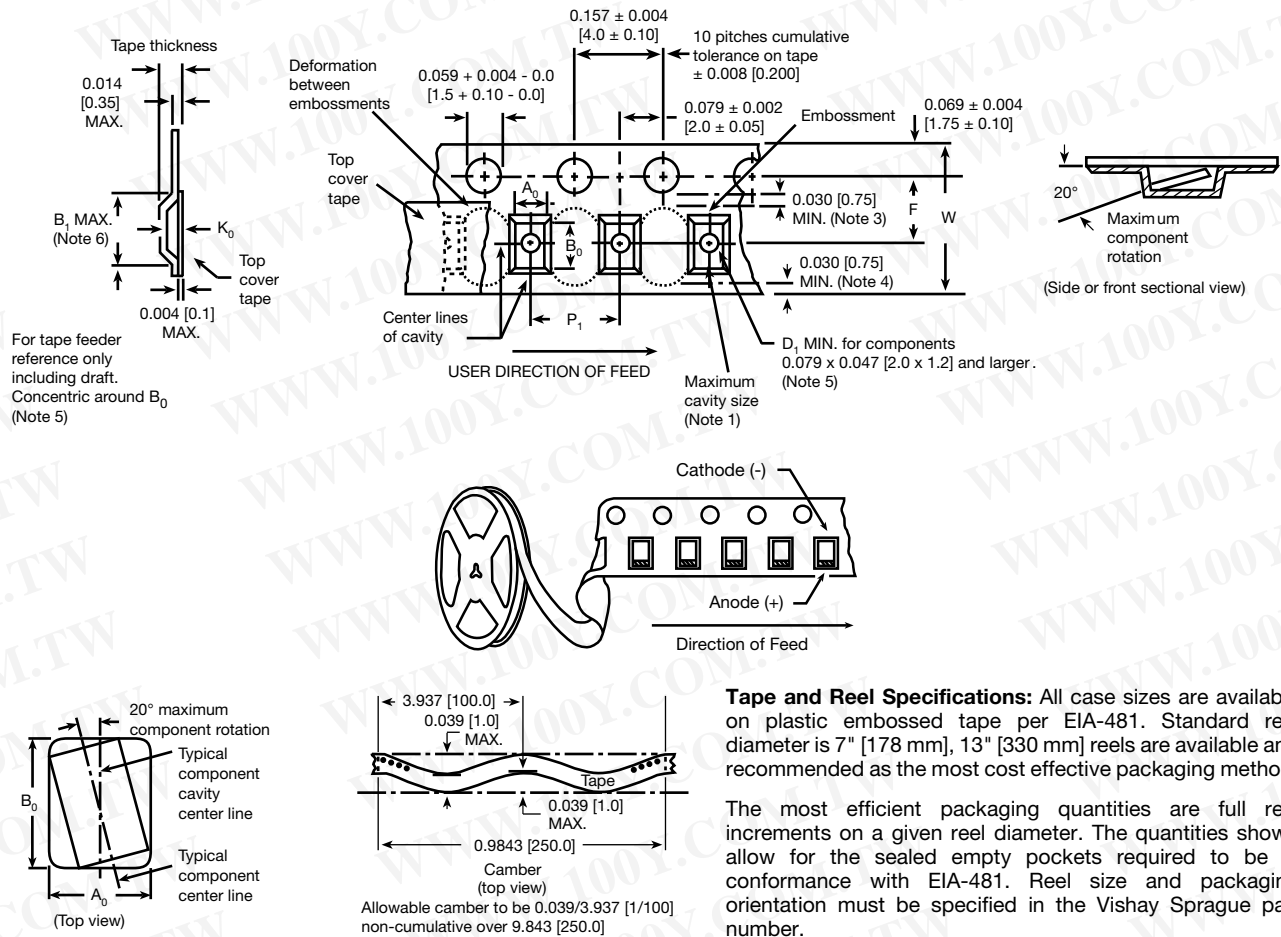 0.157 ± 0.004
[4.0 ± 0.10]
10 pitches cumulative
tolerance on tape
± 0.008 [0.200]
Tape thickness
0.014
[0.35]
MAX.
Deformation
between
embossments
0.059 + 0.004 - 0.0
[1.5 + 0.10 - 0.0]
0.079 ± 0.002
[2.0 ± 0.05]
Embossment
0.069 ± 0.004
[1.75 ± 0.10]
Top
cover
tape
A0
B0
0.030 [0.75]
MIN. (Note 3)
F
W
20°
Maximum
component
rotation
(Side or front sectional view)
B1 MAX.
(Note 6)
K0
Top
cover
tape
0.004 [0.1]
MAX.
0.030 [0.75]
MIN. (Note 4)
Center lines
of cavity
P1
D1 MIN. for components
0.079 x 0.047 [2.0 x 1.2] and larger.
(Note 5)
For tape feeder
reference only
including draft.
Concentric around B0
(Note 5)
USER DIRECTION OF FEED
Maximum
cavity size
(Note 1)
Cathode (-)
Anode (+)
Direction of Feed
20° maximum
component rotation
Typical
component
cavity
center line
B0
Typical
component
center line
A0
(Top view)
3.937 [100.0]
0.039 [1.0]
MAX.
Tape
0.039 [1.0]
MAX.
0.9843 [250.0]
Camber
(top view)
Allowable camber to be 0.039/3.937 [1/100]
non-cumulative over 9.843 [250.0]
Tape and Reel Specifications: All case sizes are availab
on plastic embossed tape per EIA-481. Standard re
diameter is 7" [178 mm], 13" [330 mm] reels are available an
recommended as the most cost effective packaging metho
The most efficient packaging quantities are full re
increments on a given reel diameter. The quantities show
allow for the sealed empty pockets required to be
conformance with EIA-481. Reel size and packagin
orientation must be specified in the Vishay Sprague pa
number.
WWW.100Y.COM.TW